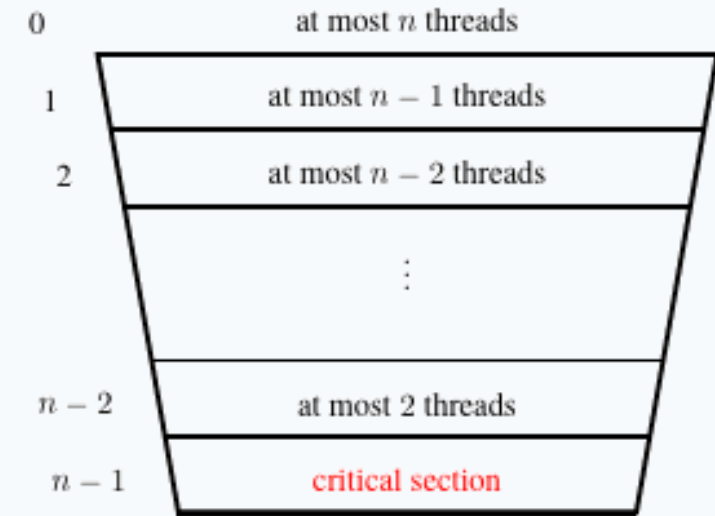 0 at most n threads
1 at most n − 1 threads
2 at most n − 2 threads
⋮
n − 2 at most 2 threads
n − 1 critical section